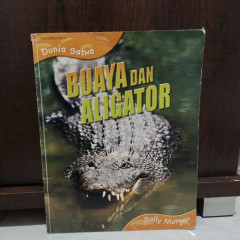 Dunia Satwa
BUAYA DAN
ALIGATOR
Sally Morgan